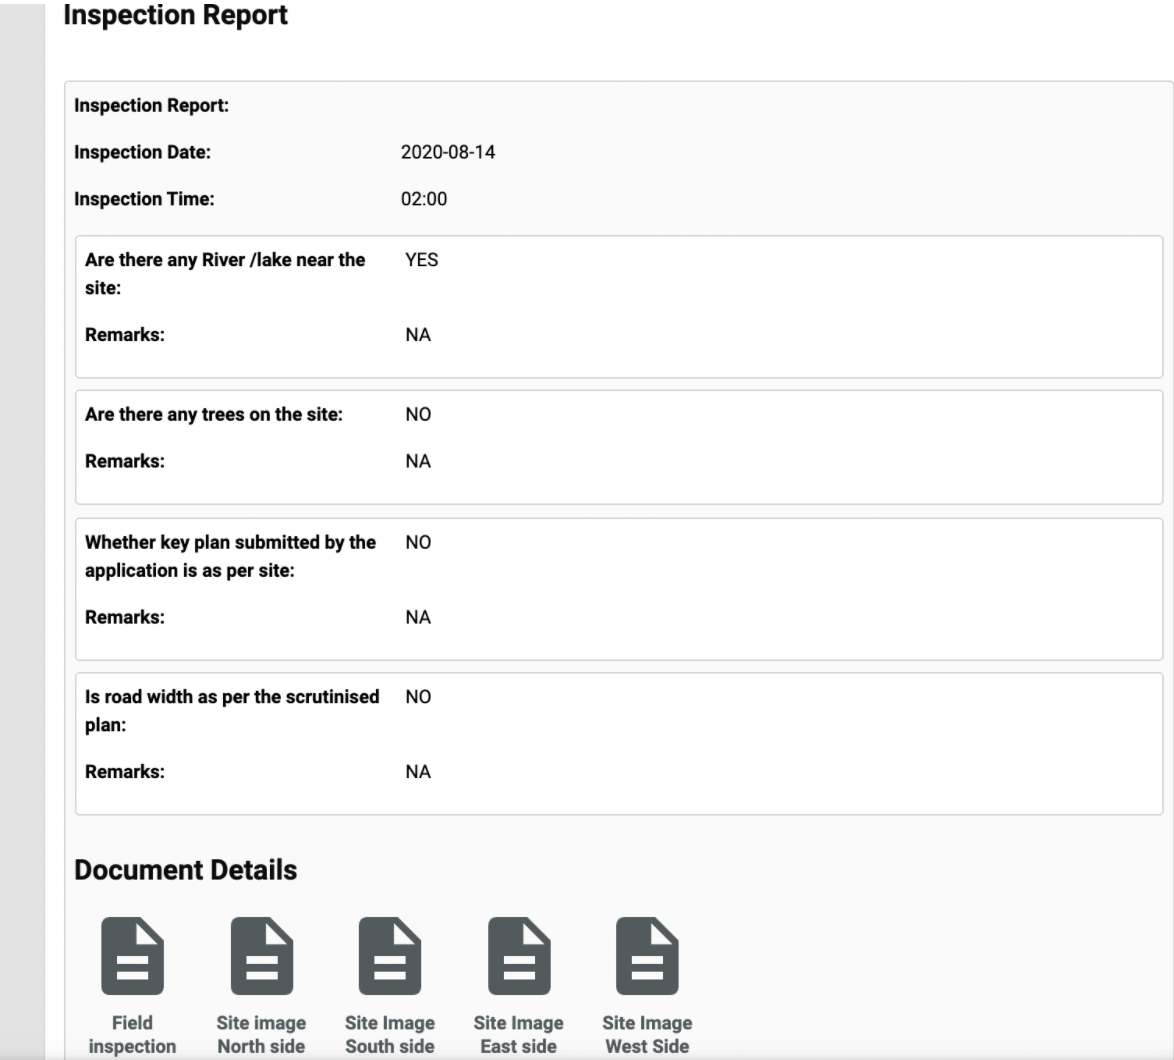 Inspection Report
Inspection Report:
Inspection Date: 2020-08-14
Inspection Time: 02:00
Are there any River /lake near the YES
site:
Remarks: NA
Are there any trees on the site: NO
Remarks: NA
Whether key plan submitted by the NO
application is as per site:
Remarks: NA
Is road width as per the scrutinised NO
plan:
Remarks: NA
Document Details
Field Site image Site Image Site Image Site Image
inspection North side South side East side West Side